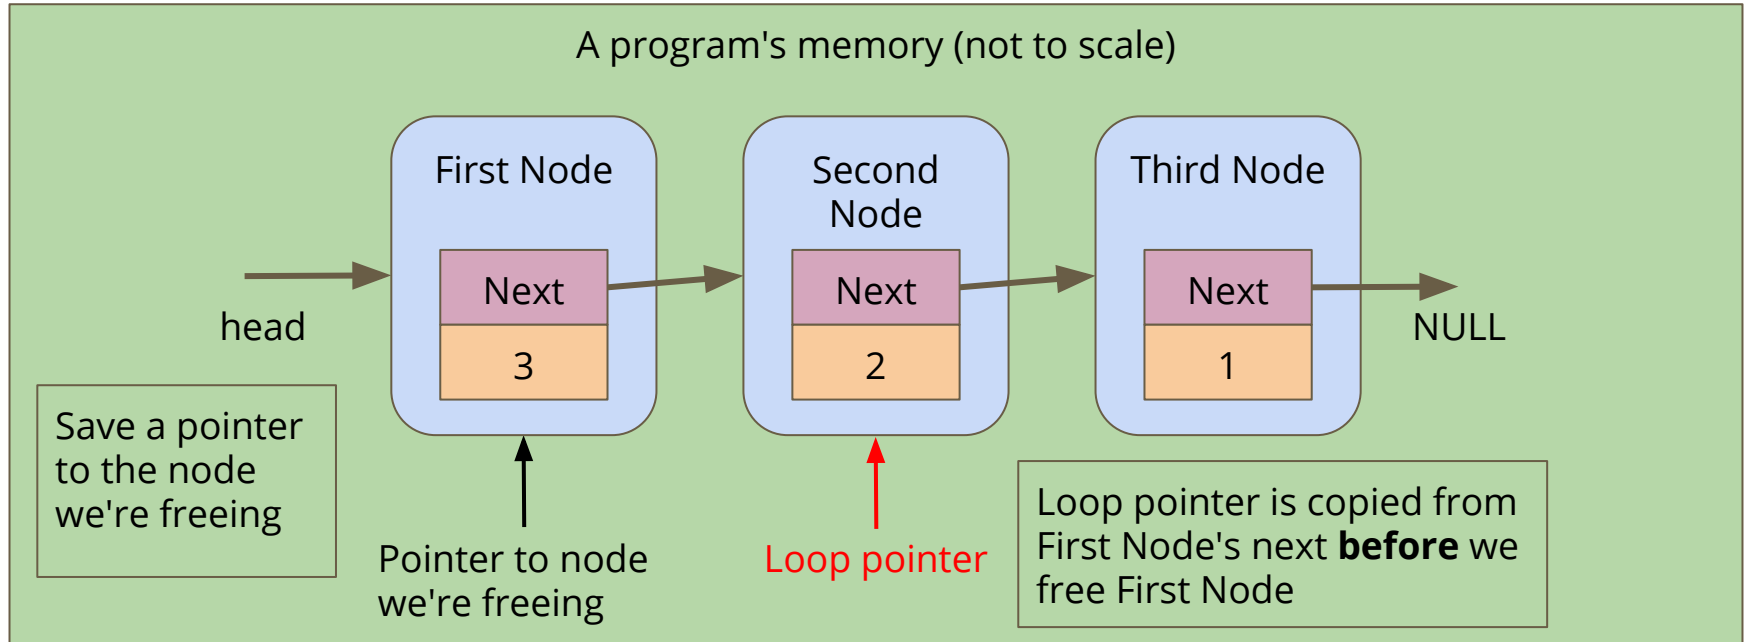 A program's memory (not to scale)
First Node
Second
Node
Third Node
Next
Next
Next
head
NULL
3
2
1
Save a pointer
to the node
we're freeing
Pointer to node
we're freeing
Loop pointer
Loop pointer is copied from
First Node's next before we
free First Node